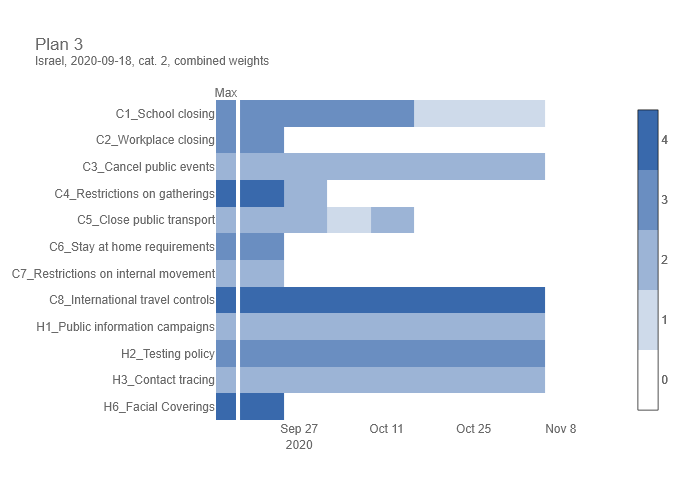 Plan 3
Israel, 2020-09-18, cat. 2, combined weights
Max
C1_School closing
C2_Workplace closing
C3_Cancel public events
C4_Restrictions on gatherings
C5_Close public transport
C6_Stay at home requirements
C7_Restrictions on internal movement
C8_International travel controls
H1_Public information campaigns
H2_Testing policy
H3_Contact tracing
H6_Facial Coverings
Sep 27 Oct 11 Oct 25 Nov 8
2020
4
3
2
1
0